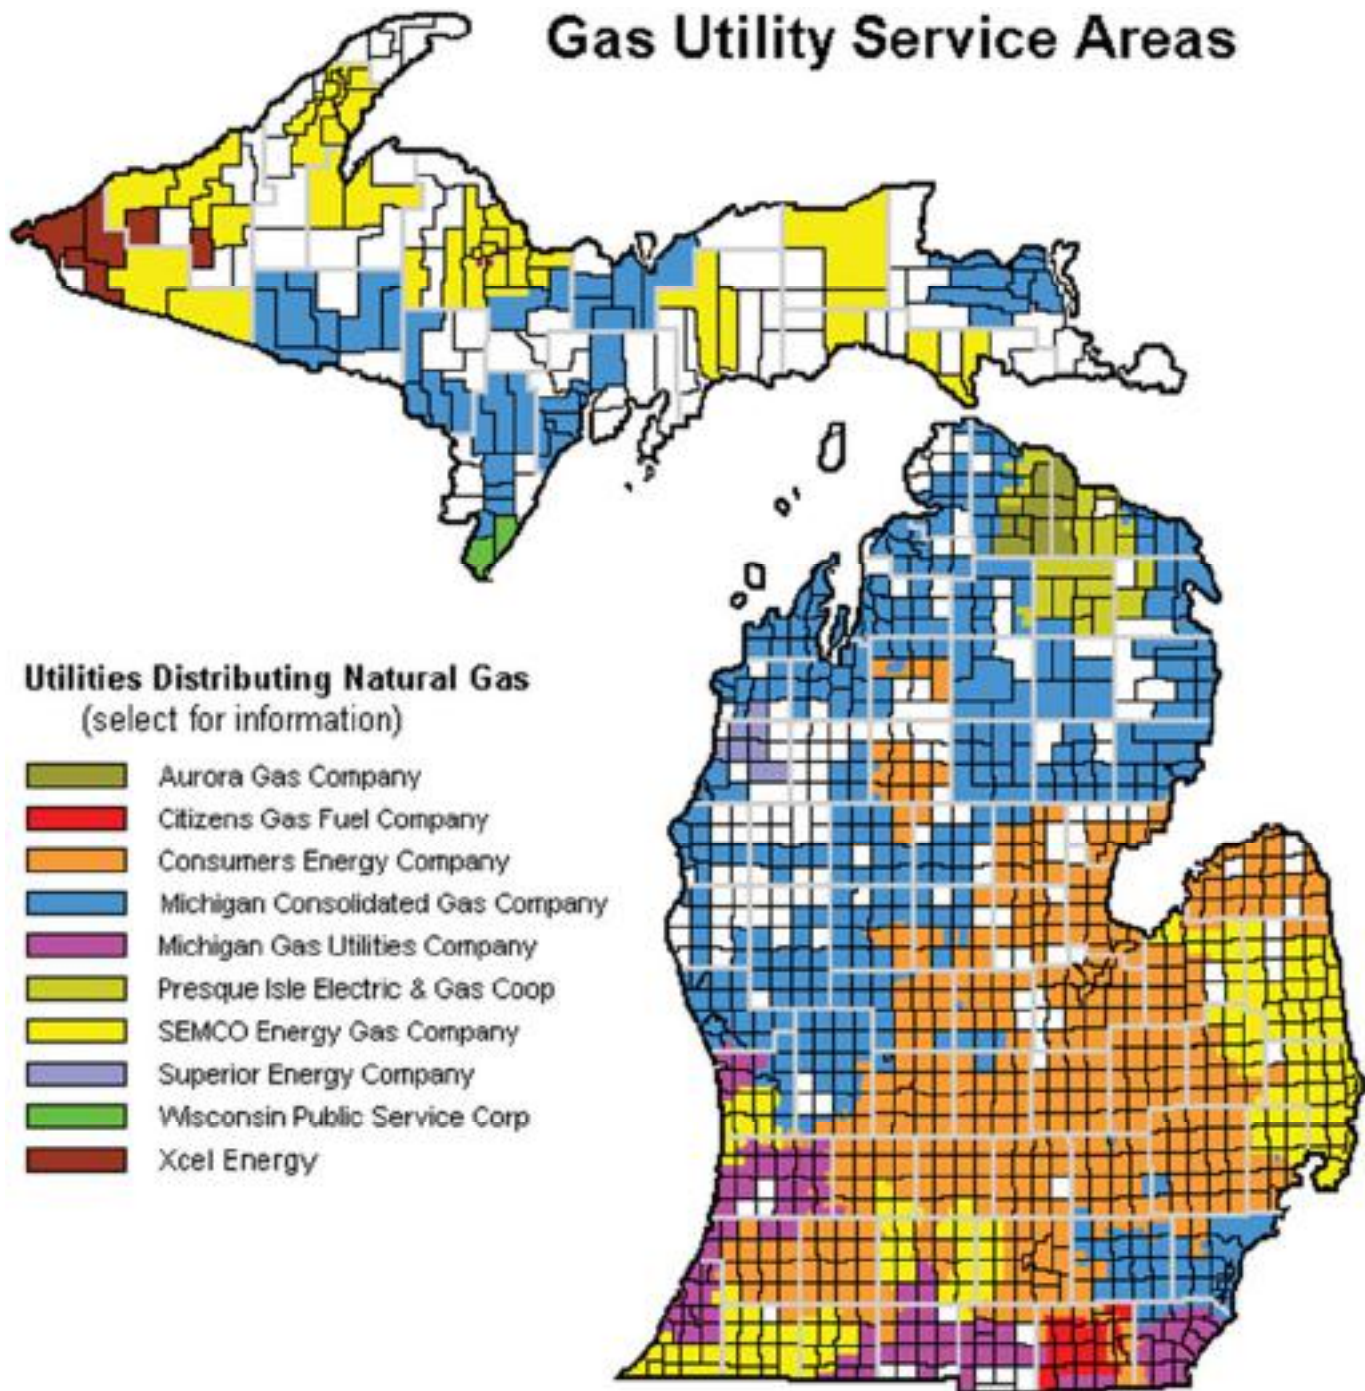 Gas Utility Service Areas
Utilities Distributing Natural Gas
(select for information)
Aurora Gas Company
Citizens Gas Fuel Company
Consumers Energy Company
Michigan Consolidated Gas Company
Michigan Gas Utilities Company
Presque Isle Electric & Gas Coop
SEMCO Energy Gas Company
Superior Energy Company
Wisconsin Public Service Corp
Xcel Energy